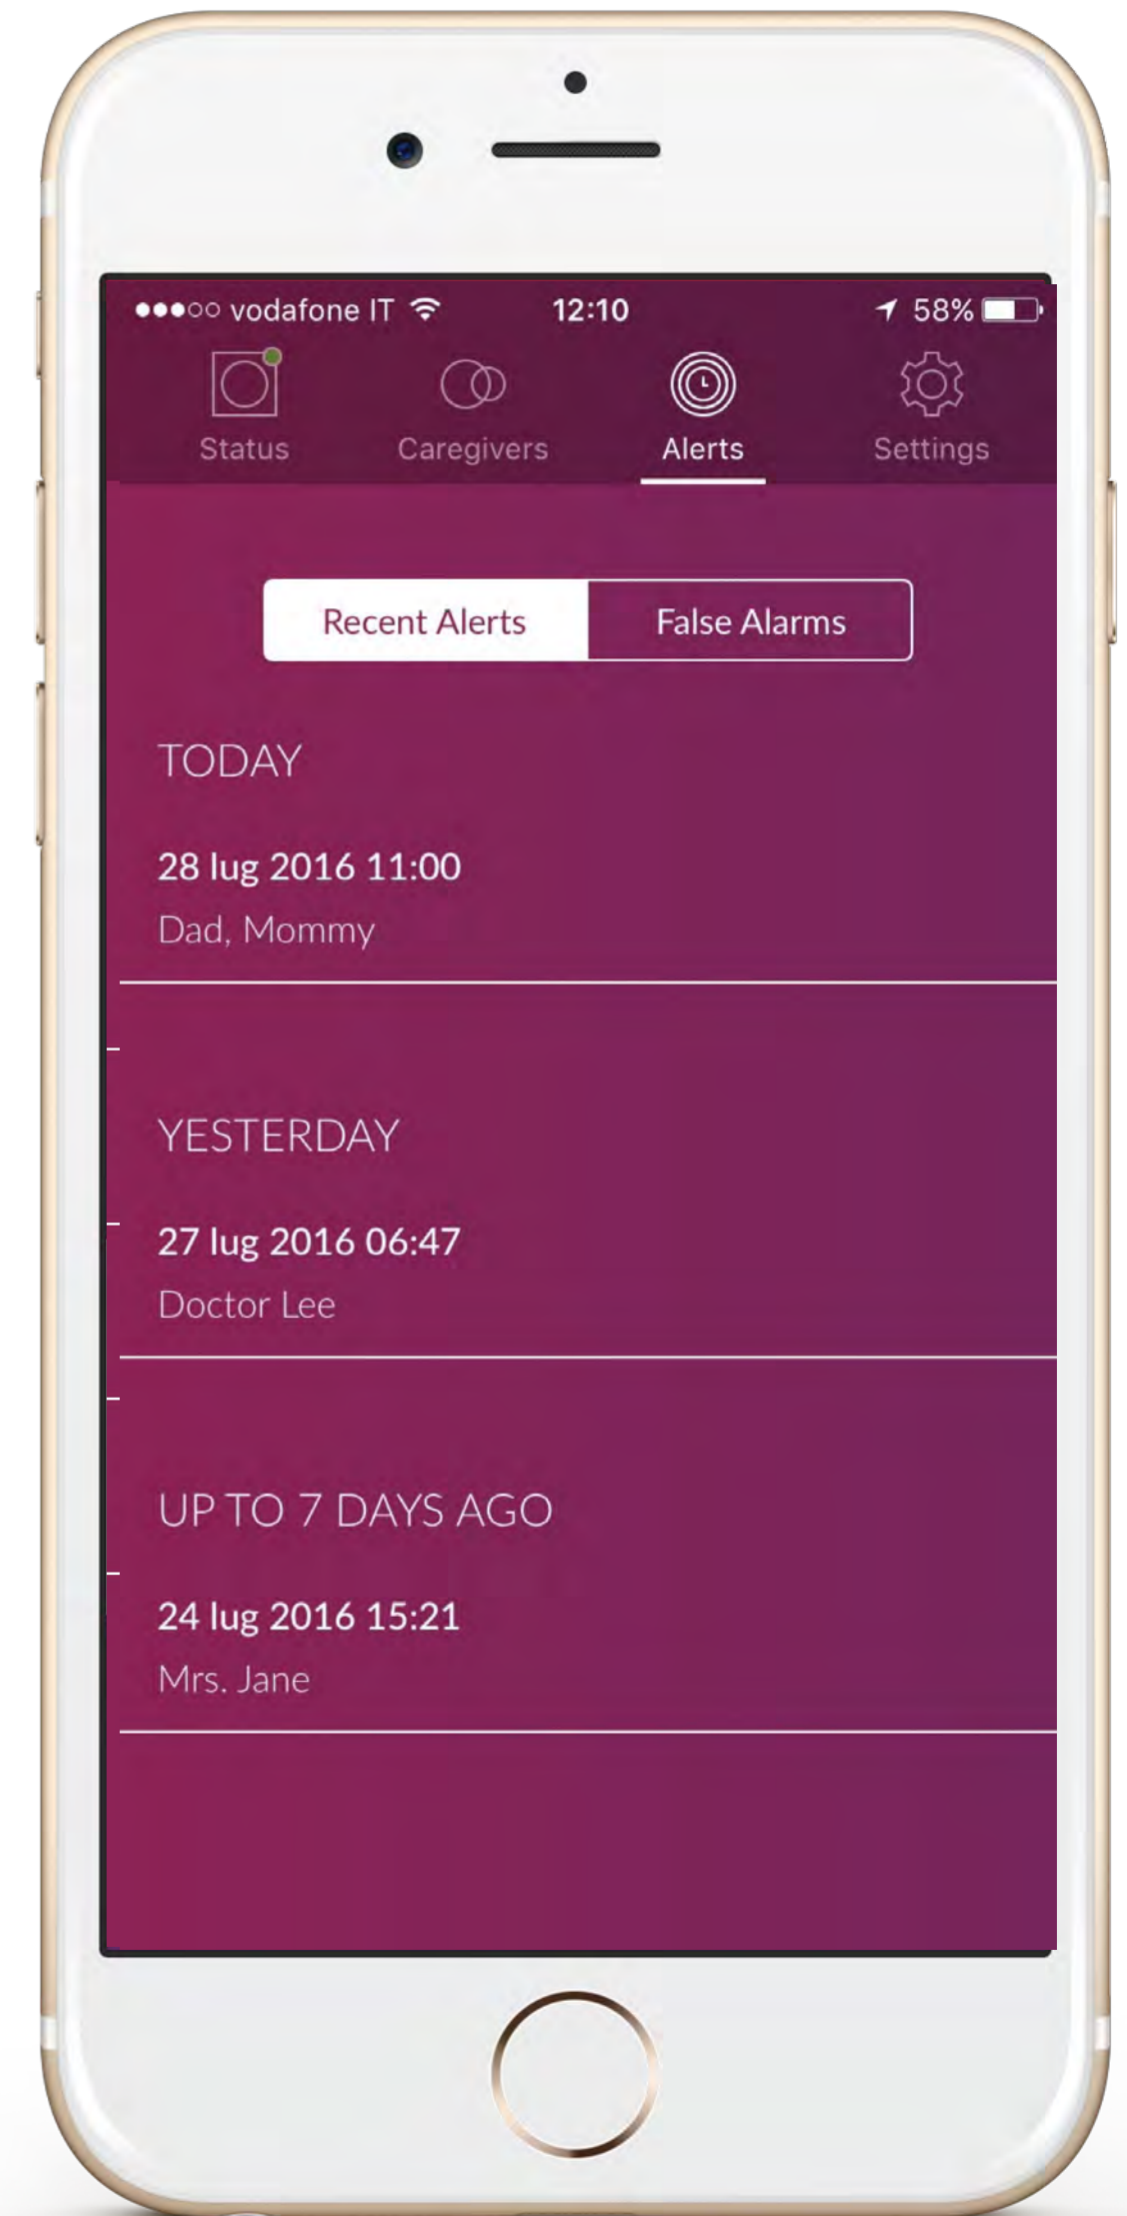 vodafone IT 12:10 58%
Status Caregivers Alerts Settings
Recent Alerts False Alarms
TODAY
28 lug 2016 11:00
Dad, Mommy
YESTERDAY
27 lug 2016 06:47
Doctor Lee
UP TO 7 DAYS AGO
24 lug 2016 15:21
Mrs. Jane